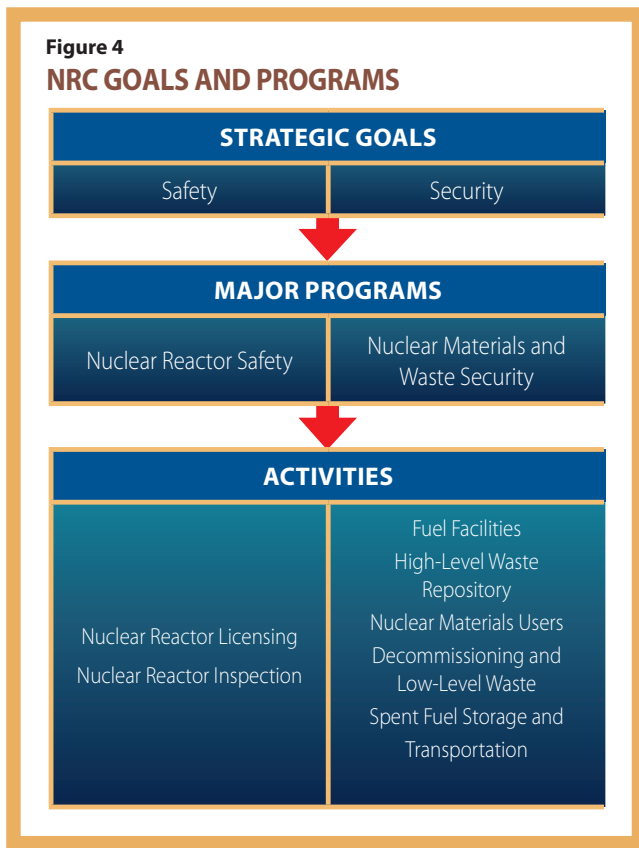 Figure 4
NRC GOALS AND PROGRAMS
STRATEGIC GOALS
Safety
Security
MAJOR PROGRAMS
Nuclear Reactor Safety
Nuclear Materials and
Waste Security
ACTIVITIES
Nuclear Reactor Licensing
Nuclear Reactor Inspection
Fuel Facilities
High-Level Waste
Repository
Nuclear Materials Users
Decommissioning and
Low-Level Waste
Spent Fuel Storage and
Transportation